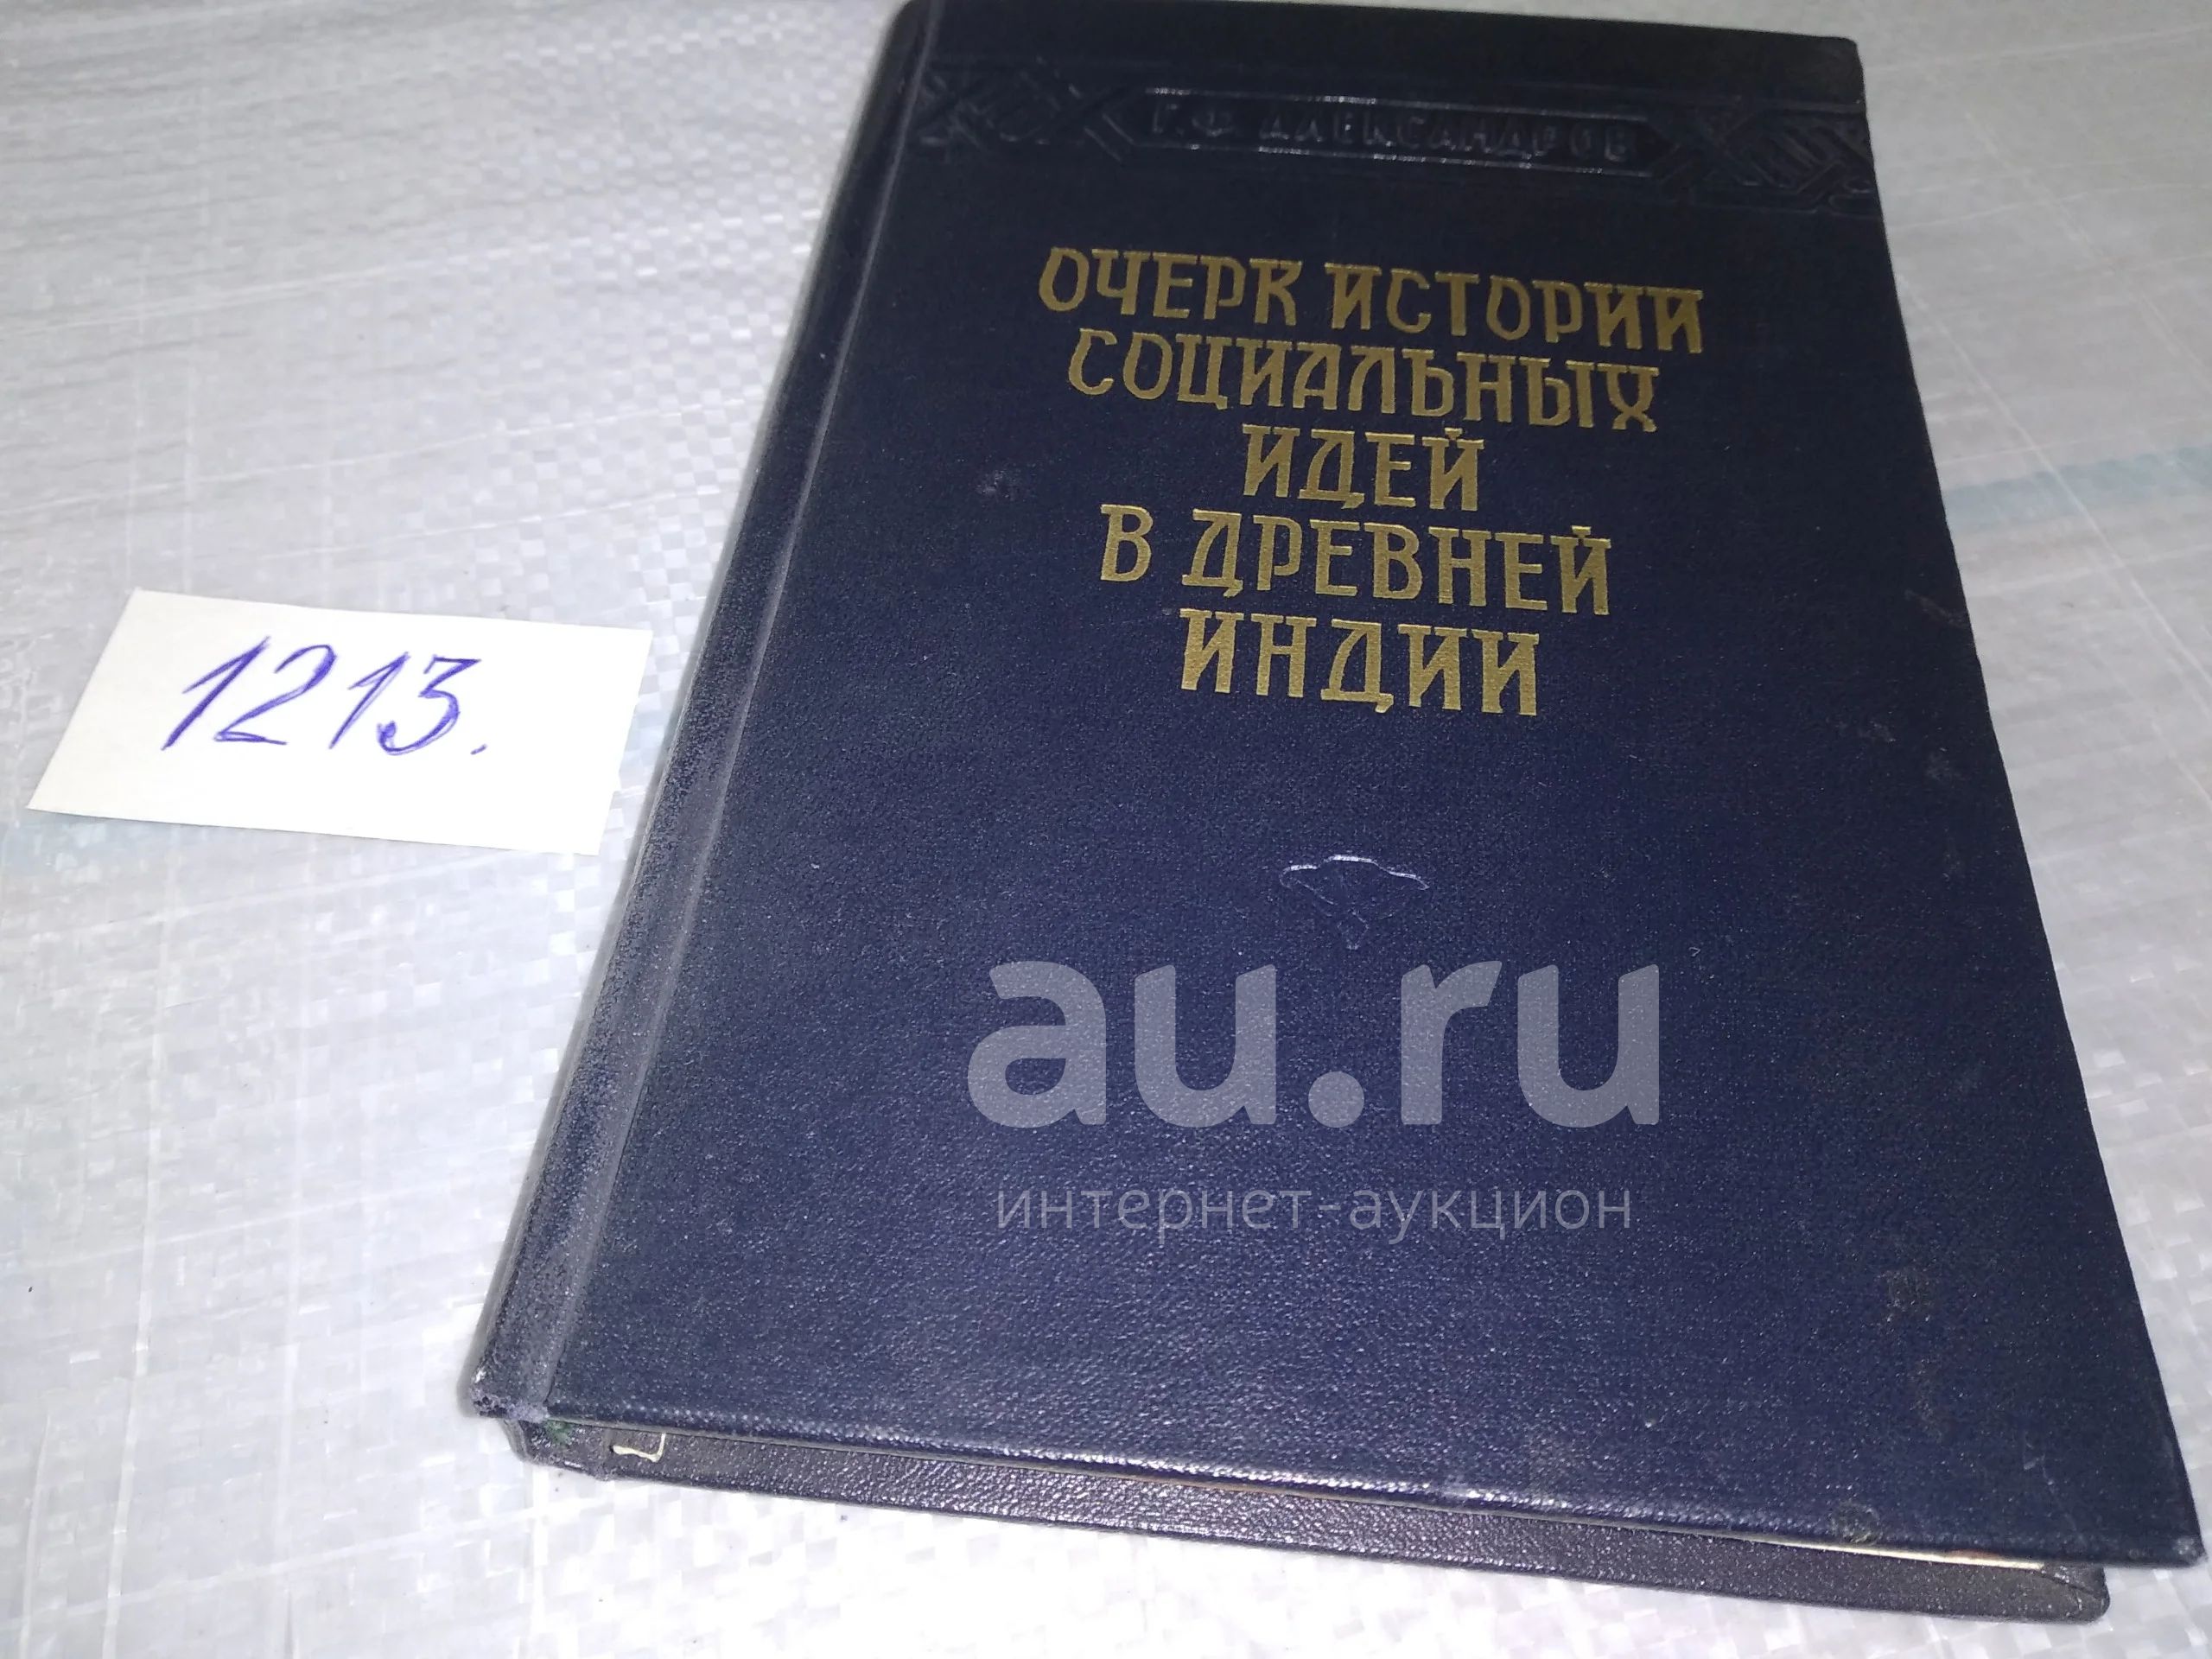 Г.Ф. АЛЕКСАНДРОВ
ОЧЕРК ИСТОРИИ
СОЦИАЛЬНЫХ
ИДЕЙ
В ДРЕВНЕЙ
ИНДИИ
1213.
au.ru
интернет-аукцион